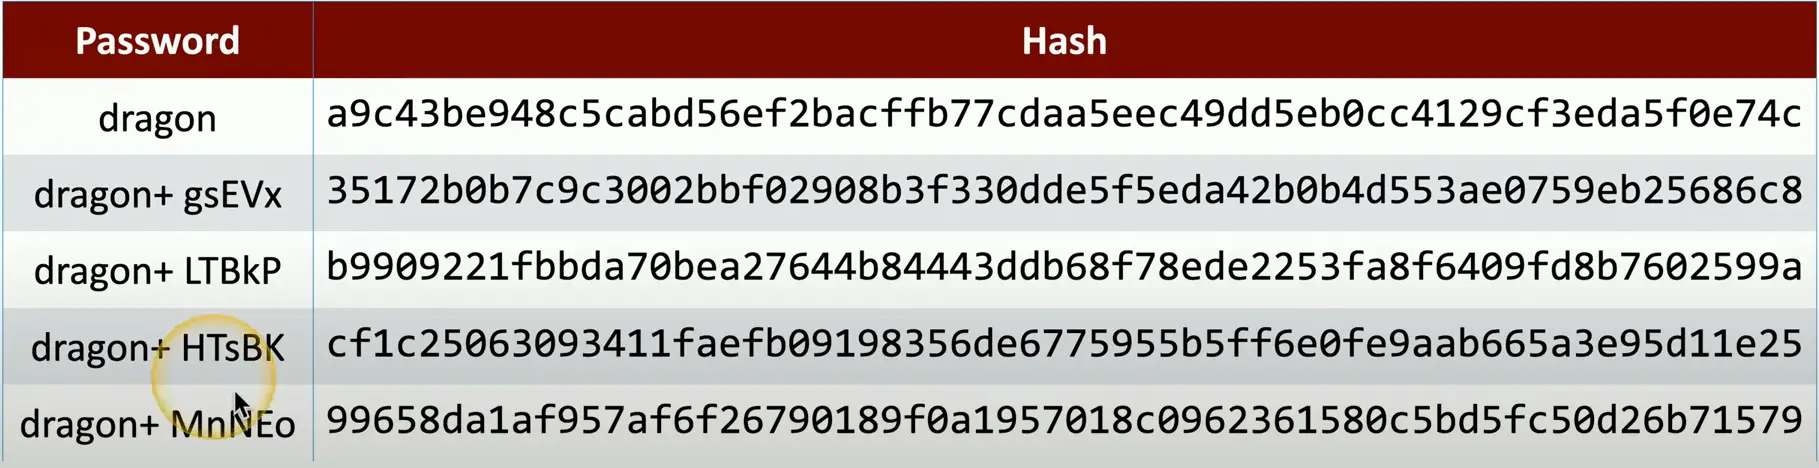 Password Hash
dragon a9c43be948c5cabd56ef2bacffb77cdaa5eec49dd5eb0cc4129cf3eda5f0e74c
dragon+ gsEVx 35172b0b7c9c3002bbf02908b3f330dde5f5eda42b0b4d553ae0759eb25686c8
dragon+ LTBkP b9909221fbbda70bea27644b84443ddb68f78ede2253fa8f6409fd8b7602599a
dragon+ HTsBK cf1c25063093411faefb09198356de6775955b5ff6e0fe9aab665a3e95d11e25
dragon+ MnNEo 99658da1af957af6f26790189f0a1957018c0962361580c5bd5fc50d26b71579